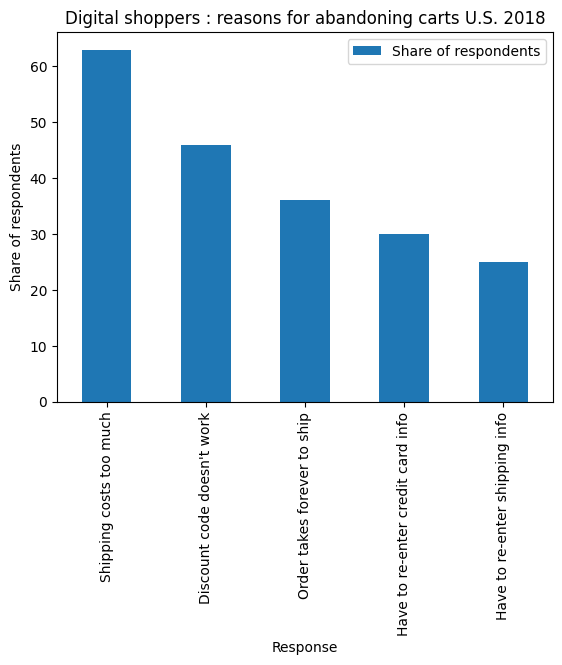 Digital shoppers : reasons for abandoning carts U.S. 2018
Share of respondents
Share of respondents
60
50
40
30
20
10
0
Shipping costs too much
Discount code doesn't work
Order takes forever to ship
Have to re-enter credit card info
Have to re-enter shipping info
Response